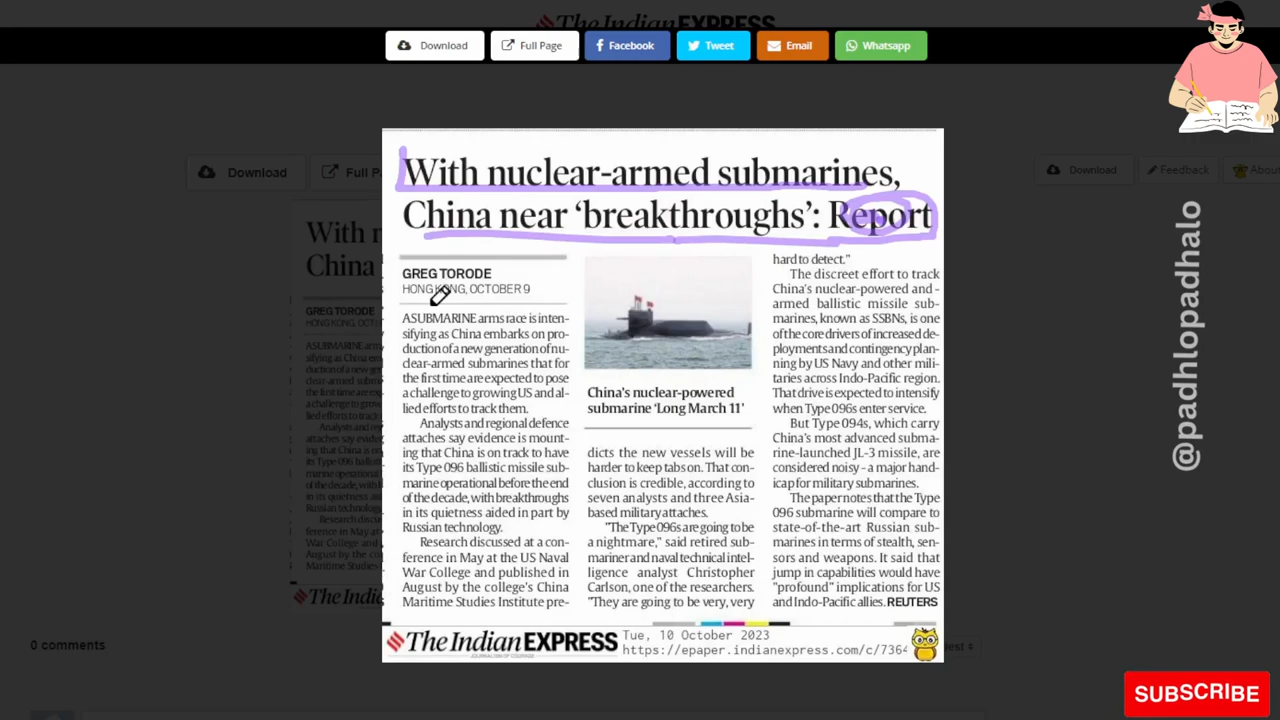 The Indian EXPRESS
Download
Full Page
Facebook
Tweet
Email
Whatsapp
Download
Full P
Download
Feedback
About
With nuclear-armed submarines,
China near ‘breakthroughs’: Report
GREG TORODE
HONG KONG, OCTOBER 9
A SUBMARINE arms race is inten-
sifying as China embarks on pro-
duction of a new generation of nu-
clear-armed submarines that for
the first time are expected to pose
a challenge to growing US and al-
lied efforts to track them.
Analysts and regional defence
attaches say evidence is mount-
ing that China is on track to have
its Type 096 ballistic missile sub-
marine operational before the end
of the decade, with breakthroughs
in its quietness aided in part by
Russian technology.
Research discussed at a con-
ference in May at the US Naval
War College and published in
August by the college's China
Maritime Studies Institute pre-
China’s nuclear-powered
submarine ‘Long March 11’
dicts the new vessels will be
harder to keep tabs on. That con-
clusion is credible, according to
seven analysts and three Asia-
based military attaches.
"The Type 096s are going to be
a nightmare," said retired sub-
mariner and naval technical intel-
ligence analyst Christopher
Carlson, one of the researchers.
"They are going to be very, very
hard to detect."
The discreet effort to track
China's nuclear-powered and -
armed ballistic missile sub-
marines, known as SSBNs, is one
of the core drivers of increased de-
ployments and contingency plan-
ning by US Navy and other mili-
taries across Indo-Pacific region.
That drive is expected to intensify
when Type 096s enter service.
But Type 094s, which carry
China's most advanced subma-
rine-launched JL-3 missile, are
considered noisy - a major hand-
icap for military submarines.
The paper notes that the Type
096 submarine will compare to
state-of-the-art Russian sub-
marines in terms of stealth, sen-
sors and weapons. It said that
jump in capabilities would have
"profound" implications for US
and Indo-Pacific allies. REUTERS
The Indian EXPRESS
JOURNALISM OF COURAGE
Tue, 10 October 2023
https://epaper.indianexpress.com/c/7364
0 comments
@padhlopadhalo
SUBSCRIBE